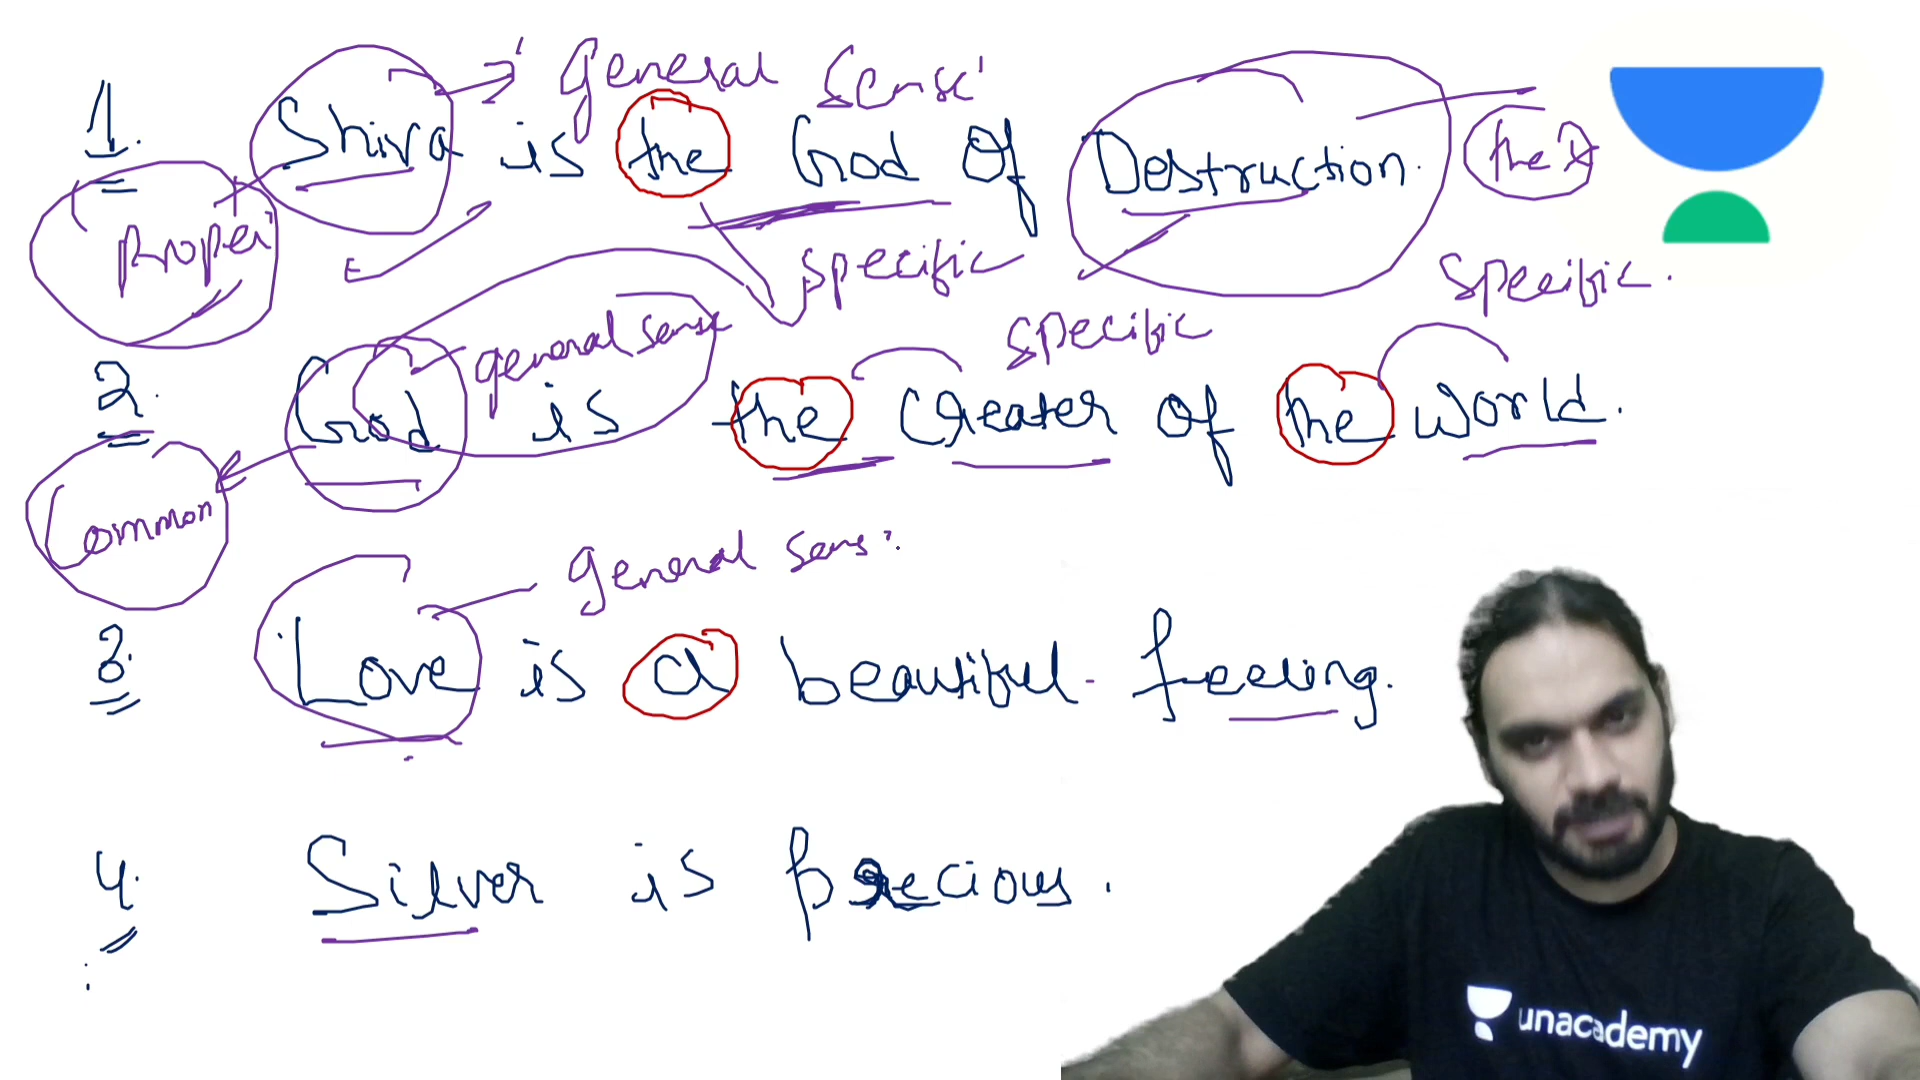 general sense
1. Shiva is the God of Destruction. the X
Proper
specific
specific.
general sense
specific
2. God is the Creater of the world.
Common
general sens
3. Love is a beautiful feeling.
4. Silver is precious.
unacademy